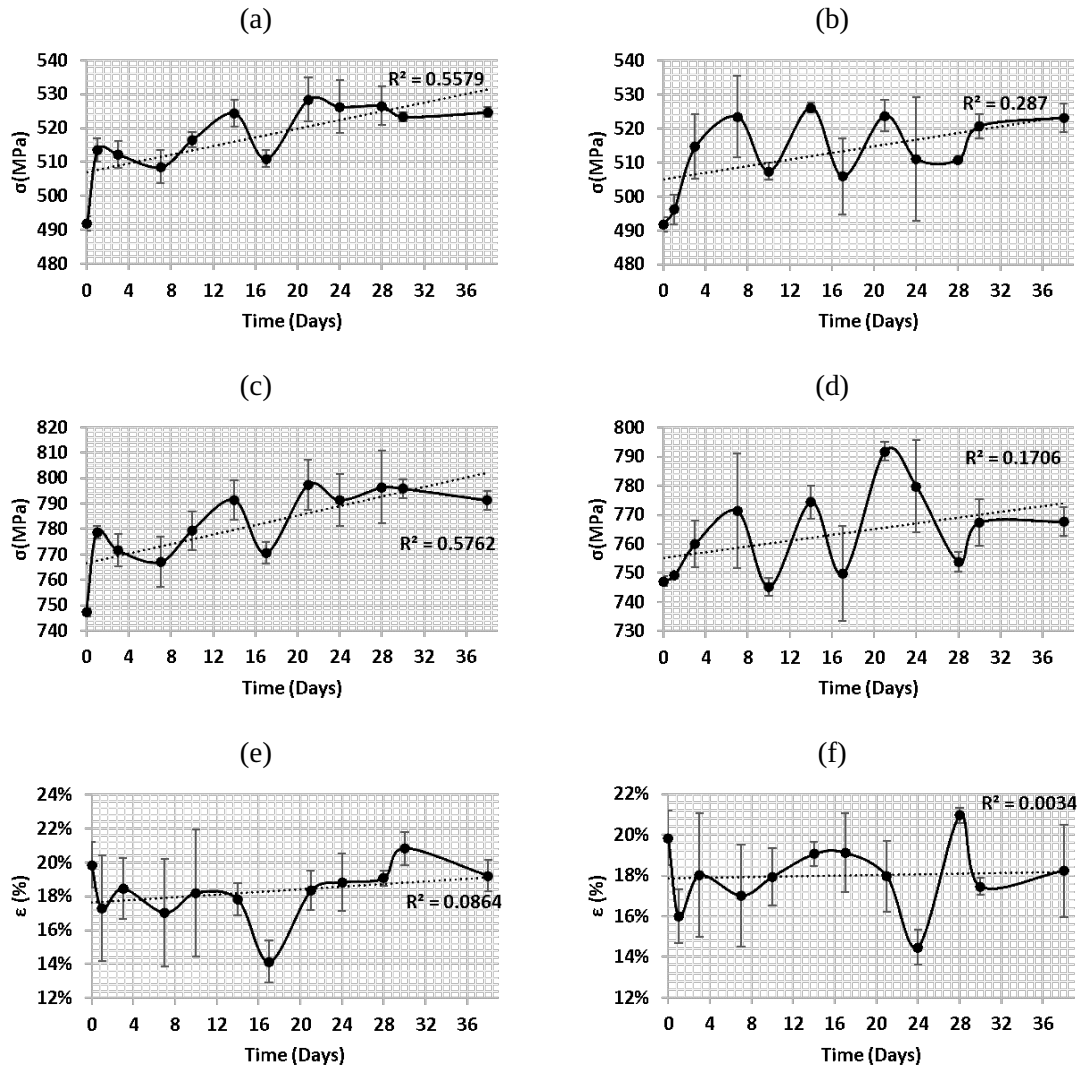 (a)
540
530
520
510
500
490
480
σ(MPa)
R² = 0.5579
0 4 8 12 16 20 24 28 32 36
Time (Days)
(b)
540
530
520
510
500
490
480
σ(MPa)
R² = 0.287
0 4 8 12 16 20 24 28 32 36
Time (Days)
(c)
820
810
800
790
780
770
760
750
740
σ(MPa)
R² = 0.5762
0 4 8 12 16 20 24 28 32 36
Time (Days)
(d)
800
790
780
770
760
750
740
730
σ(MPa)
R² = 0.1706
0 4 8 12 16 20 24 28 32 36
Time (Days)
(e)
24%
22%
20%
18%
16%
14%
12%
ε (%)
R² = 0.0864
0 4 8 12 16 20 24 28 32 36
Time (Days)
(f)
22%
20%
18%
16%
14%
12%
ε (%)
R² = 0.0034
0 4 8 12 16 20 24 28 32 36
Time (Days)